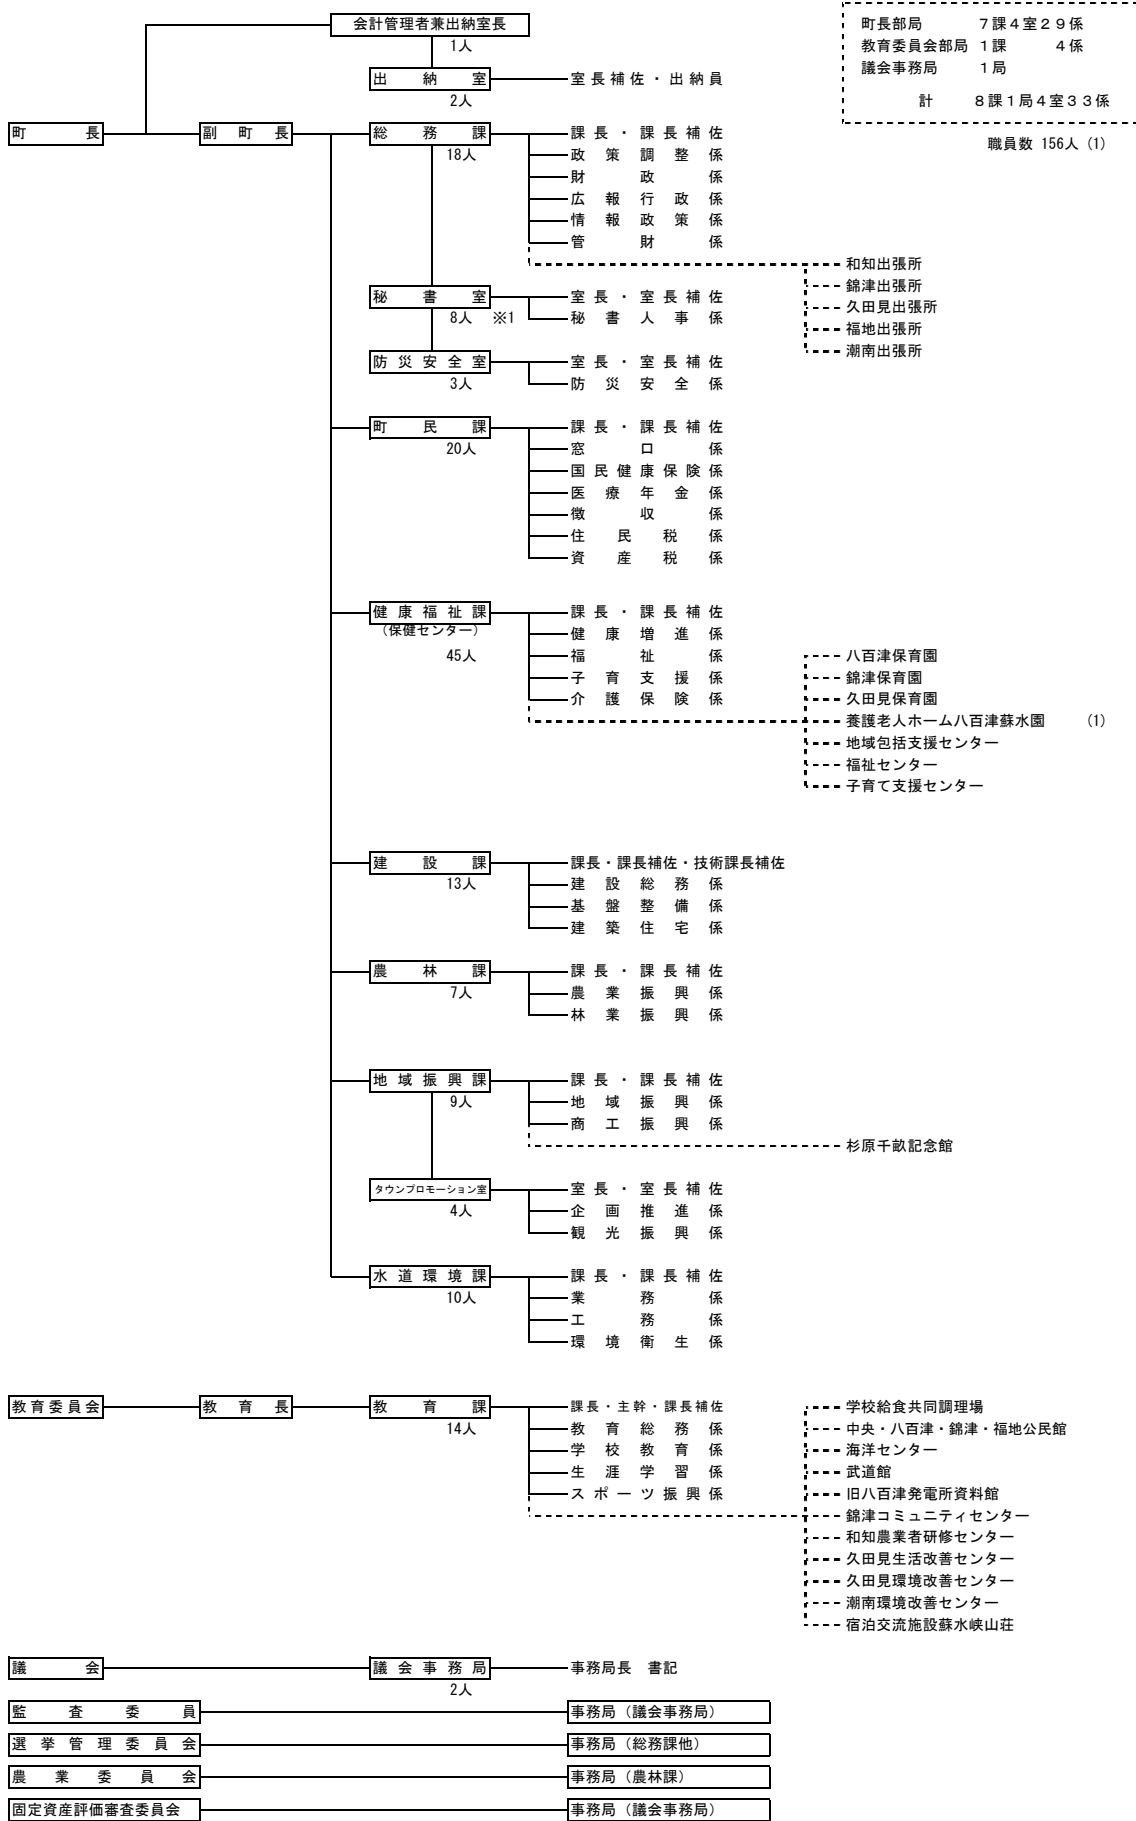 会計管理者兼出納室長
1人
町長部局 7課4室29係
教育委員会部局 1課 4係
議会事務局 1局
計 8課1局4室33係
職員数 156人 (1)
出納室 室長補佐・出納員
2人
町長 副町長 総務課 課長・課長補佐
18人 政策調整係
財政係
広報行政係
情報政策係
管財係
和知出張所
錦津出張所
久田見出張所
福地出張所
潮南出張所
秘書室 室長・室長補佐
8人 ※1 秘書人事係
防災安全室 室長・室長補佐
3人 防災安全係
町民課 課長・課長補佐
20人 窓口係
国民健康保険係
医療年金係
徴収係
住民税係
資産税係
健康福祉課 課長・課長補佐
(保健センター) 健康増進係
45人 福祉係
子育支援係
介護保険係
八百津保育園
錦津保育園
久田見保育園
養護老人ホーム八百津蘇水園 (1)
地域包括支援センター
福祉センター
子育て支援センター
建設課 課長・課長補佐・技術課長補佐
13人 建設総務係
基盤整備係
建築住宅係
農林課 課長・課長補佐
7人 農業振興係
林業振興係
地域振興課 課長・課長補佐
9人 地域振興係
商工振興係
杉原千畝記念館
タウンプロモーション室 室長・室長補佐
4人 企画推進係
観光振興係
水道環境課 課長・課長補佐
10人 業務係
工務係
環境衛生係
教育委員会 教育長 教育課 課長・主幹・課長補佐
14人 教育総務係
学校教育係
生涯学習係
スポーツ振興係
学校給食共同調理場
中央・八百津・錦津・福地公民館
海洋センター
武道館
旧八百津発電所資料館
錦津コミュニティセンター
和知農業者研修センター
久田見生活改善センター
久田見環境改善センター
潮南環境改善センター
宿泊交流施設蘇水峡山荘
議会 議会事務局 事務局長 書記
2人
監査委員 事務局(議会事務局)
選挙管理委員会 事務局(総務課他)
農業委員会 事務局(農林課)
固定資産評価審査委員会 事務局(議会事務局)